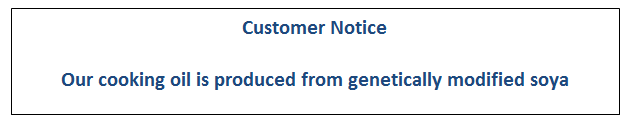 Customer Notice
Our cooking oil is produced from genetically modified soya